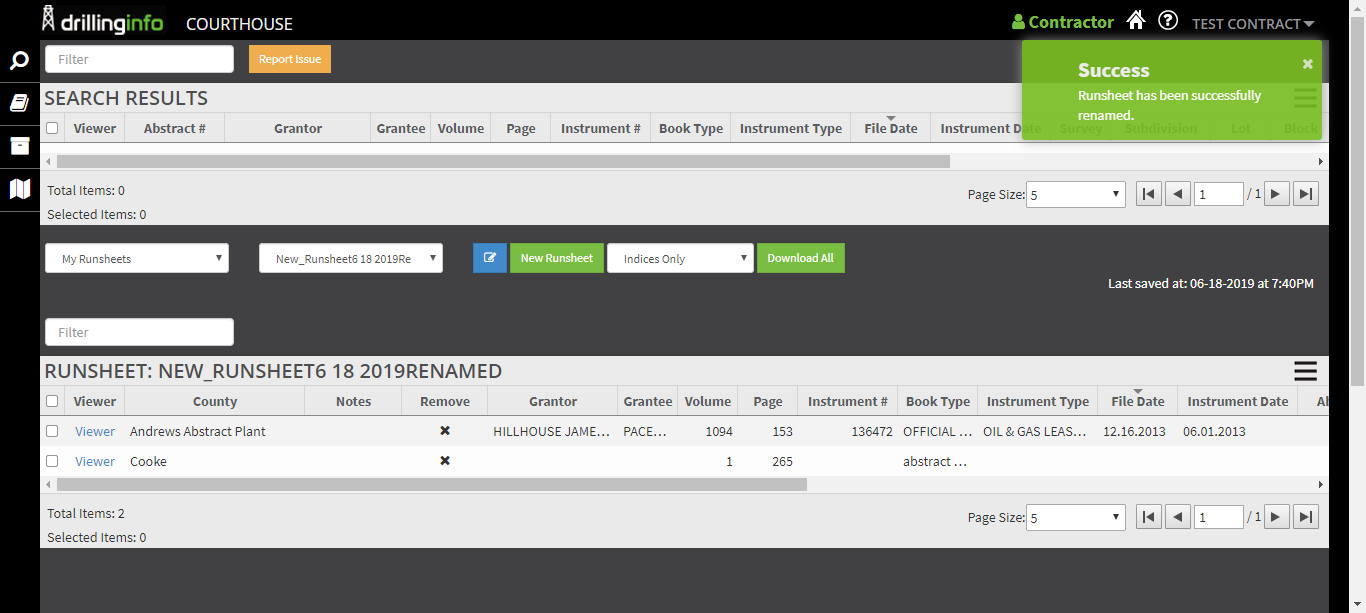 drillinginfo COURTHOUSE Contractor TEST CONTRACT
Filter Report Issue
Success
Runsheet has been successfully
renamed.
SEARCH RESULTS
Viewer Abstract # Grantor Grantee Volume Page Instrument # Book Type Instrument Type File Date Instrument Date Survey Subdivision Lot Block
Total Items: 0
Selected Items: 0
Page Size: 5 1 / 1
My Runsheets New_Runsheet6 18 2019Re New Runsheet Indices Only Download All
Last saved at: 06-18-2019 at 7:40PM
Filter
RUNSHEET: NEW_RUNSHEET6 18 2019RENAMED
Viewer County Notes Remove Grantor Grantee Volume Page Instrument # Book Type Instrument Type File Date Instrument Date Al
Viewer Andrews Abstract Plant HILLHOUSE JAME... PACE... 1094 153 136472 OFFICIAL ... OIL & GAS LEAS... 12.16.2013 06.01.2013
Viewer Cooke 1 265 abstract ...
Total Items: 2
Selected Items: 0
Page Size: 5 1 / 1